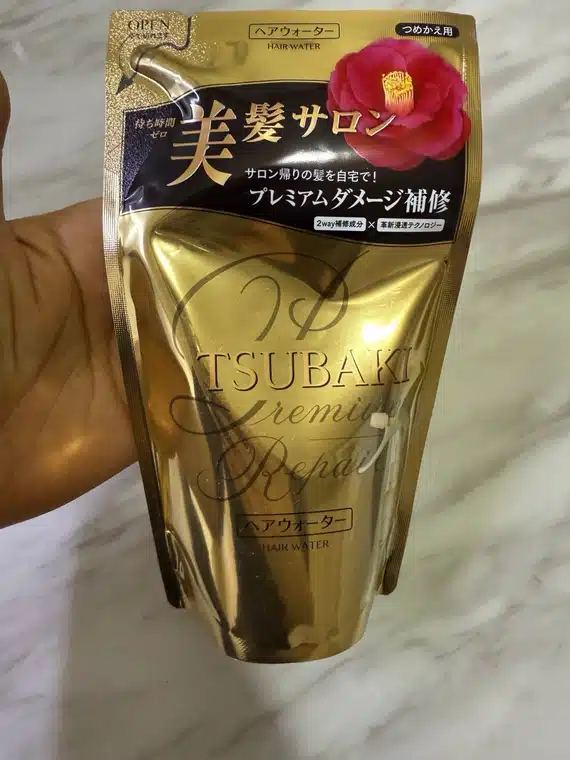 OPEN
ヘアウォーター
HAIR WATER
つめかえ用
待ち時間
ゼロ
美髪サロン
サロン帰りの髪を自宅で!
プレミアムダメージ補修
2way補修成分 × 革新浸透テクノロジー
TSUBAKI
Premium
Repair
ヘアウォーター
HAIR WATER